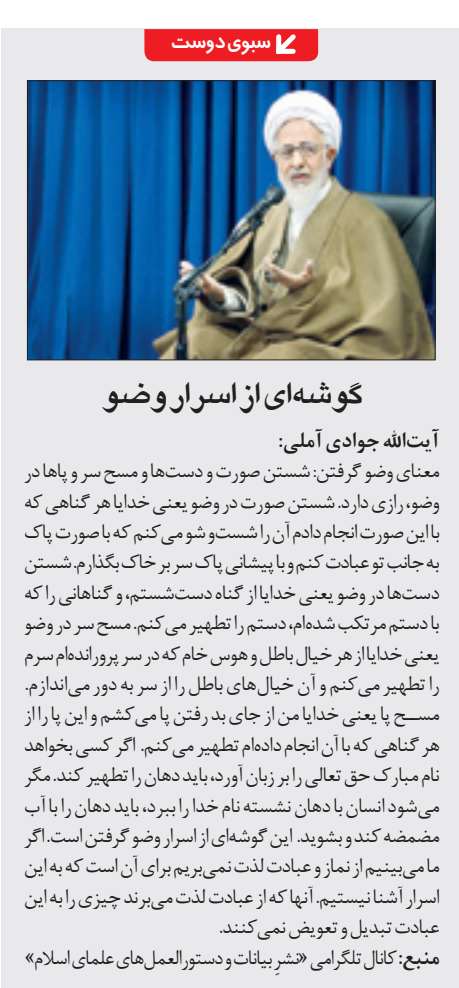 سبوی دوست
گوشه‌ای از اسرار وضو
آیت‌الله جوادی آملی:
معنای وضو گرفتن: شستن صورت و دست‌ها و مسح سر و پاها در
وضو، رازی دارد. شستن صورت در وضو یعنی خدایا هر گناهی که
با این صورت انجام دادم آن را شست‌و‌شو می‌کنم که با صورت پاک
به جانب تو عبادت کنم و با پیشانی پاک سر بر خاک بگذارم. شستن
دست‌ها در وضو یعنی خدایا از گناه دست‌شستم، و گناهانی را که
با دستم مرتکب شده‌ام، دستم را تطهیر می‌کنم. مسح سر در وضو
یعنی خدایا از هر خیال باطل و هوس خام که در سر پرورانده‌ام سرم
را تطهیر می‌کنم و آن خیال‌های باطل را از سر به دور می‌اندازم.
مسـح پا یعنی خدایا من از جای بد رفتن پا می‌کشم و این پا را از
هر گناهی که با آن انجام داده‌ام تطهیر می‌کنم. اگر کسی بخواهد
نام مبارک حق تعالی را بر زبان آورد، باید دهان را تطهیر کند. مگر
می‌شود انسان با دهان نشسته نام خدا را ببرد، باید دهان را با آب
مضمضه کند و بشوید. این گوشه‌ای از اسرار وضو گرفتن است. اگر
ما می‌بینیم از نماز و عبادت لذت نمی‌بریم برای آن است که به این
اسرار آشنا نیستیم. آنها که از عبادت لذت می‌برند چیزی را به این
عبادت تبدیل و تعویض نمی‌کنند.
منبع: کانال تلگرامی «نشرِ بیانات و دستورالعمل‌های علمای اسلام»